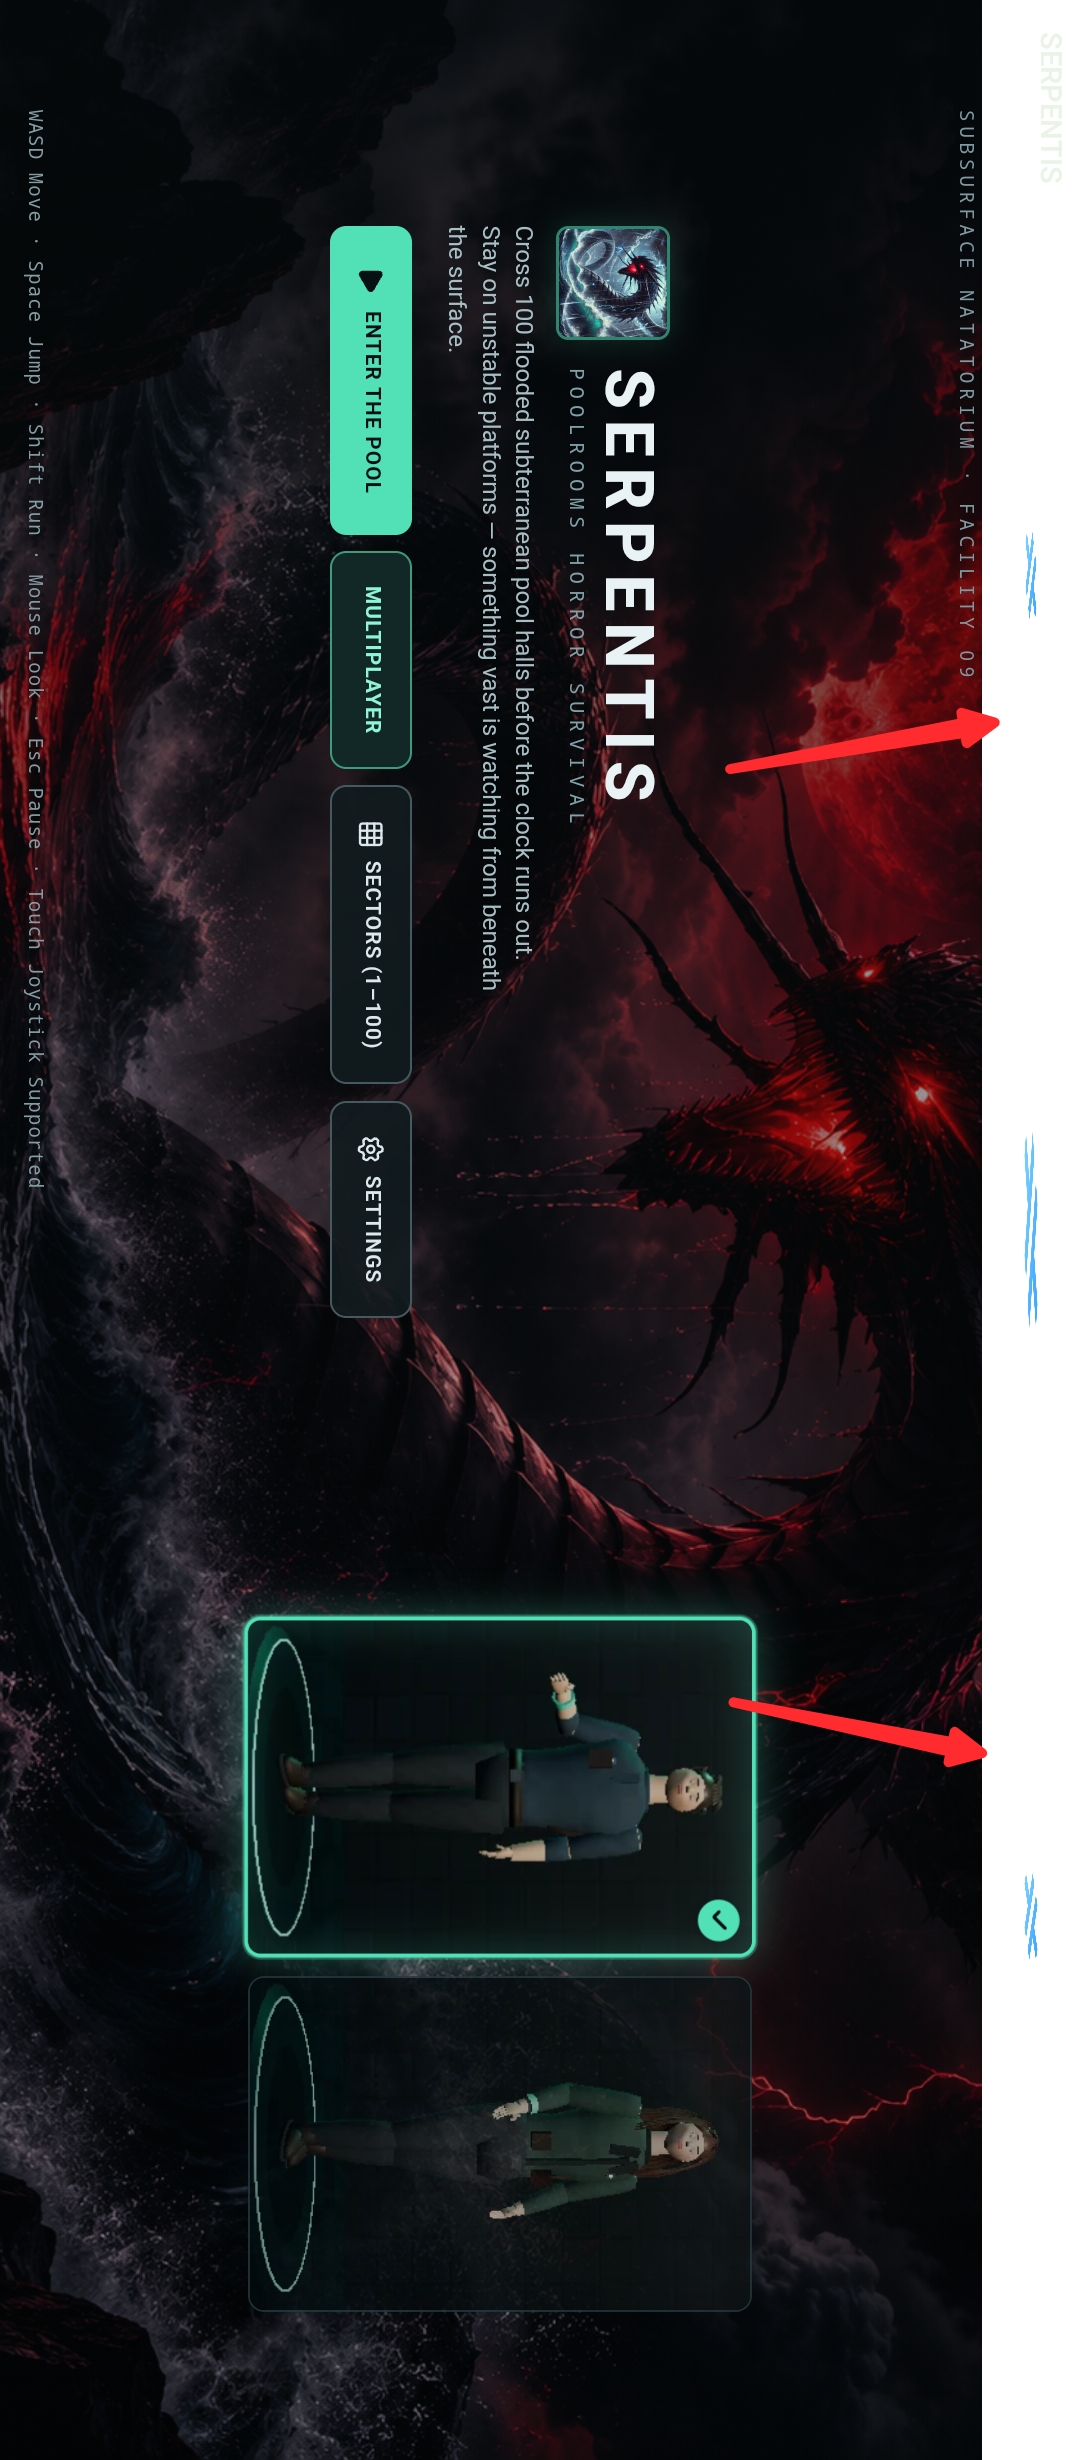 SERPENTIS
SUBSURFACE NATATORIUM · FACILITY 09
SERPENTIS
POOLROOMS HORROR SURVIVAL
Cross 100 flooded subterranean pool halls before the clock runs out.
Stay on unstable platforms — something vast is watching from beneath
the surface.
ENTER THE POOL
MULTIPLAYER
SECTORS (1–100)
SETTINGS
WASD Move · Space Jump · Shift Run · Mouse Look · Esc Pause · Touch Joystick Supported